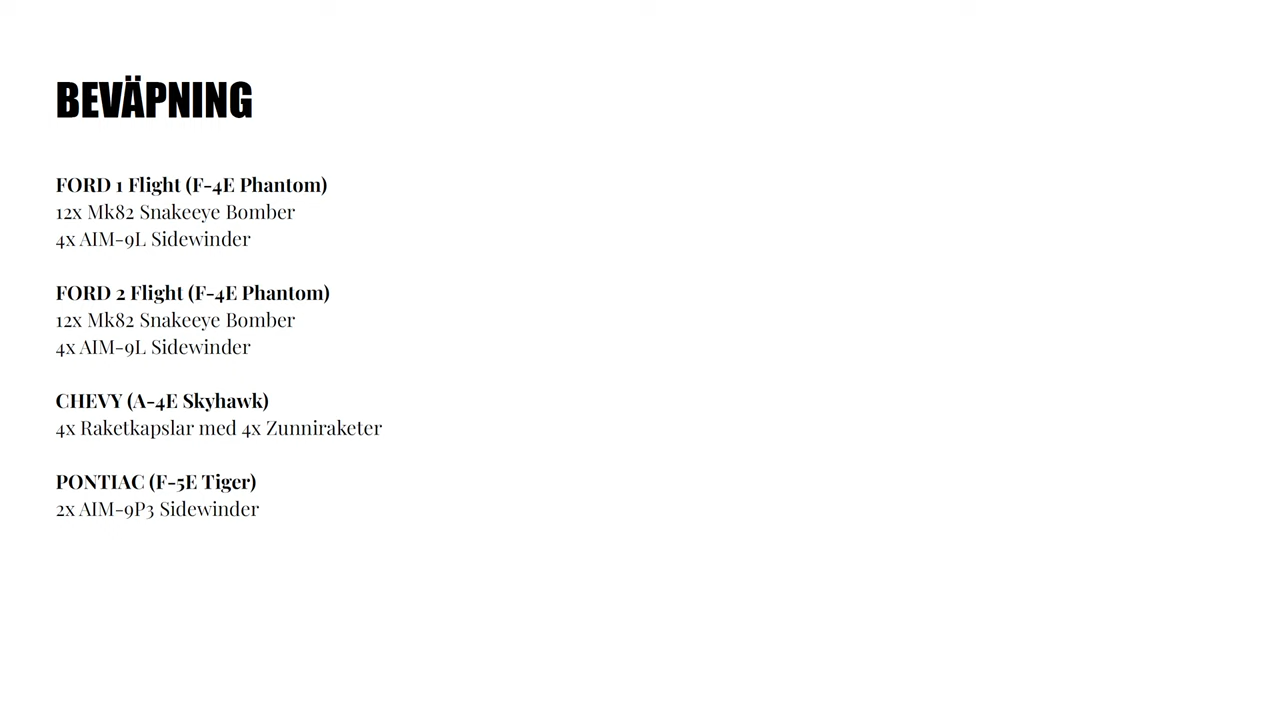 BEVÄPNING
FORD 1 Flight (F-4E Phantom)
12x Mk82 Snakeeye Bomber
4x AIM-9L Sidewinder
FORD 2 Flight (F-4E Phantom)
12x Mk82 Snakeeye Bomber
4x AIM-9L Sidewinder
CHEVY (A-4E Skyhawk)
4x Raketkapslar med 4x Zunniraketer
PONTIAC (F-5E Tiger)
2x AIM-9P3 Sidewinder